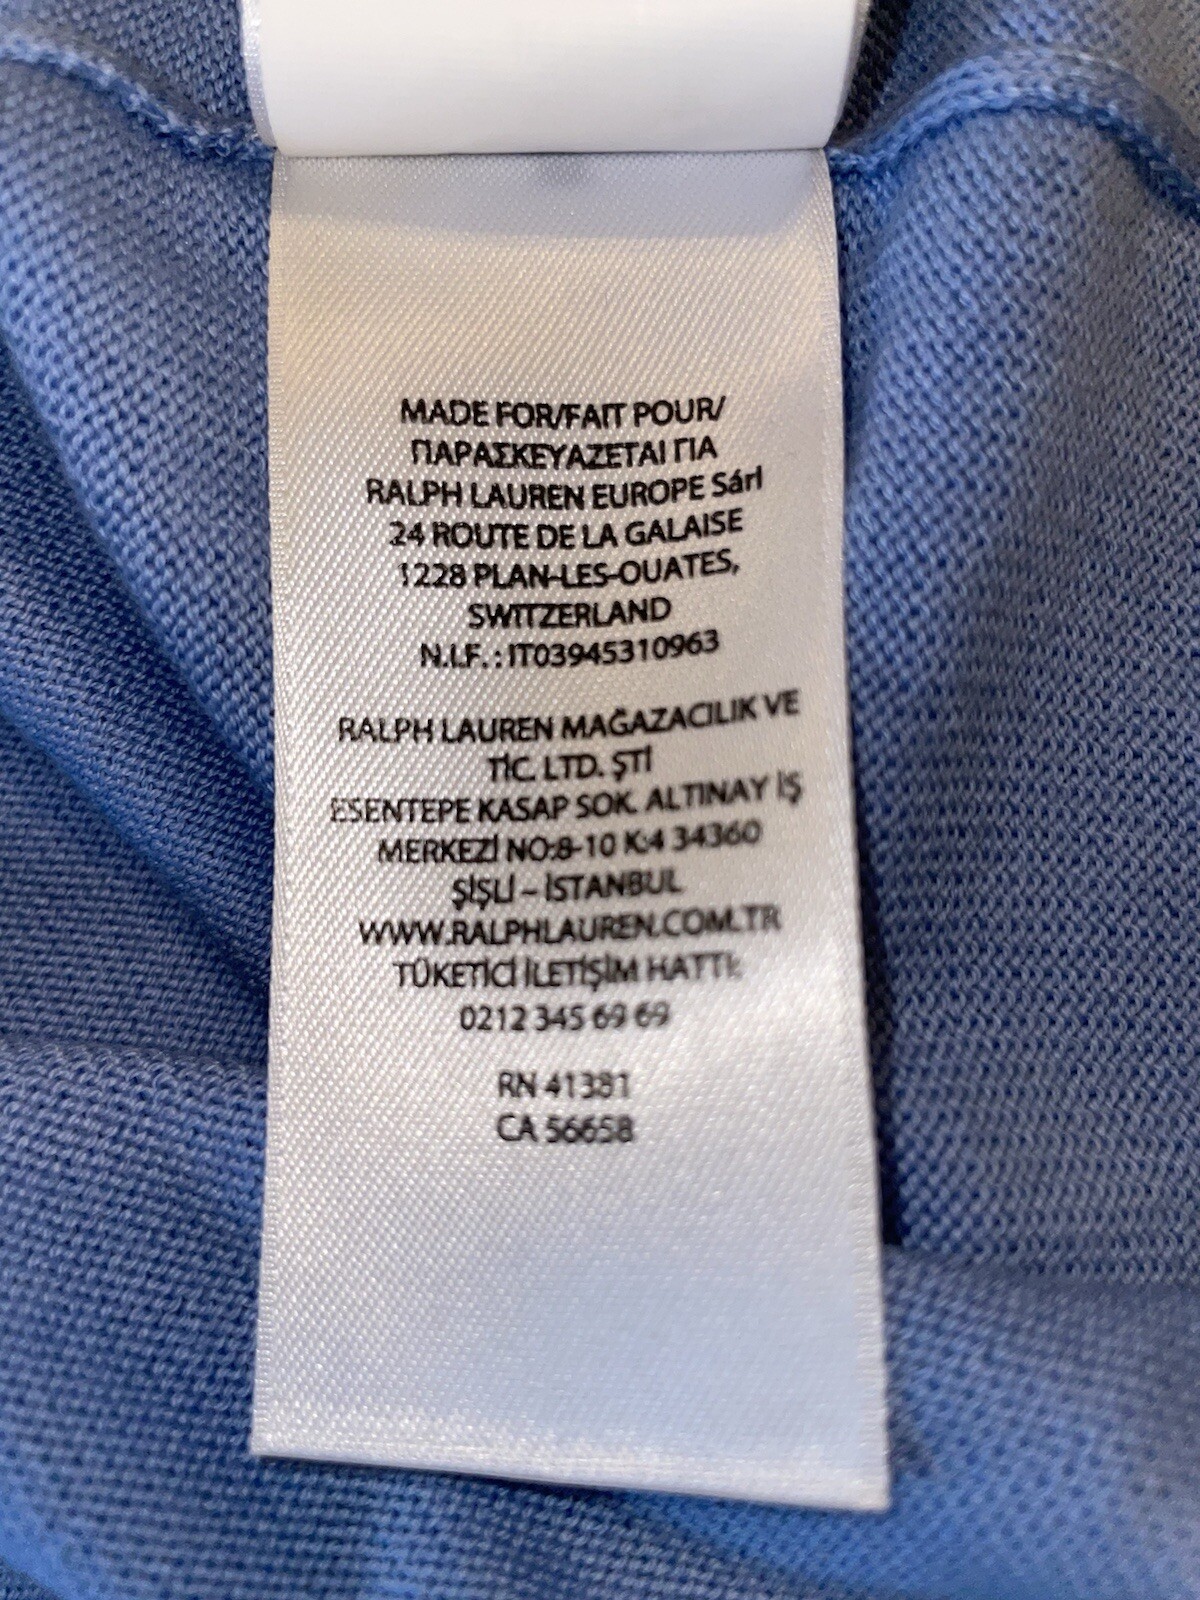 MADE FOR/FAIT POUR/
ΠΑΡΑΣΚΕΥΑΖΕΤΑΙ ΓΙΑ
RALPH LAUREN EUROPE Sárl
24 ROUTE DE LA GALAISE
1228 PLAN-LES-OUATES,
SWITZERLAND
N.I.F. : IT03945310963
RALPH LAUREN MAĞAZACILIK VE
TİC. LTD. ŞTİ
ESENTEPE KASAP SOK. ALTINAY İŞ
MERKEZİ NO:8-10 K:4 34360
ŞİŞLİ – İSTANBUL
WWW.RALPHLAUREN.COM.TR
TÜKETİCİ İLETİŞİM HATTI:
0212 345 69 69
RN 41381
CA 56658